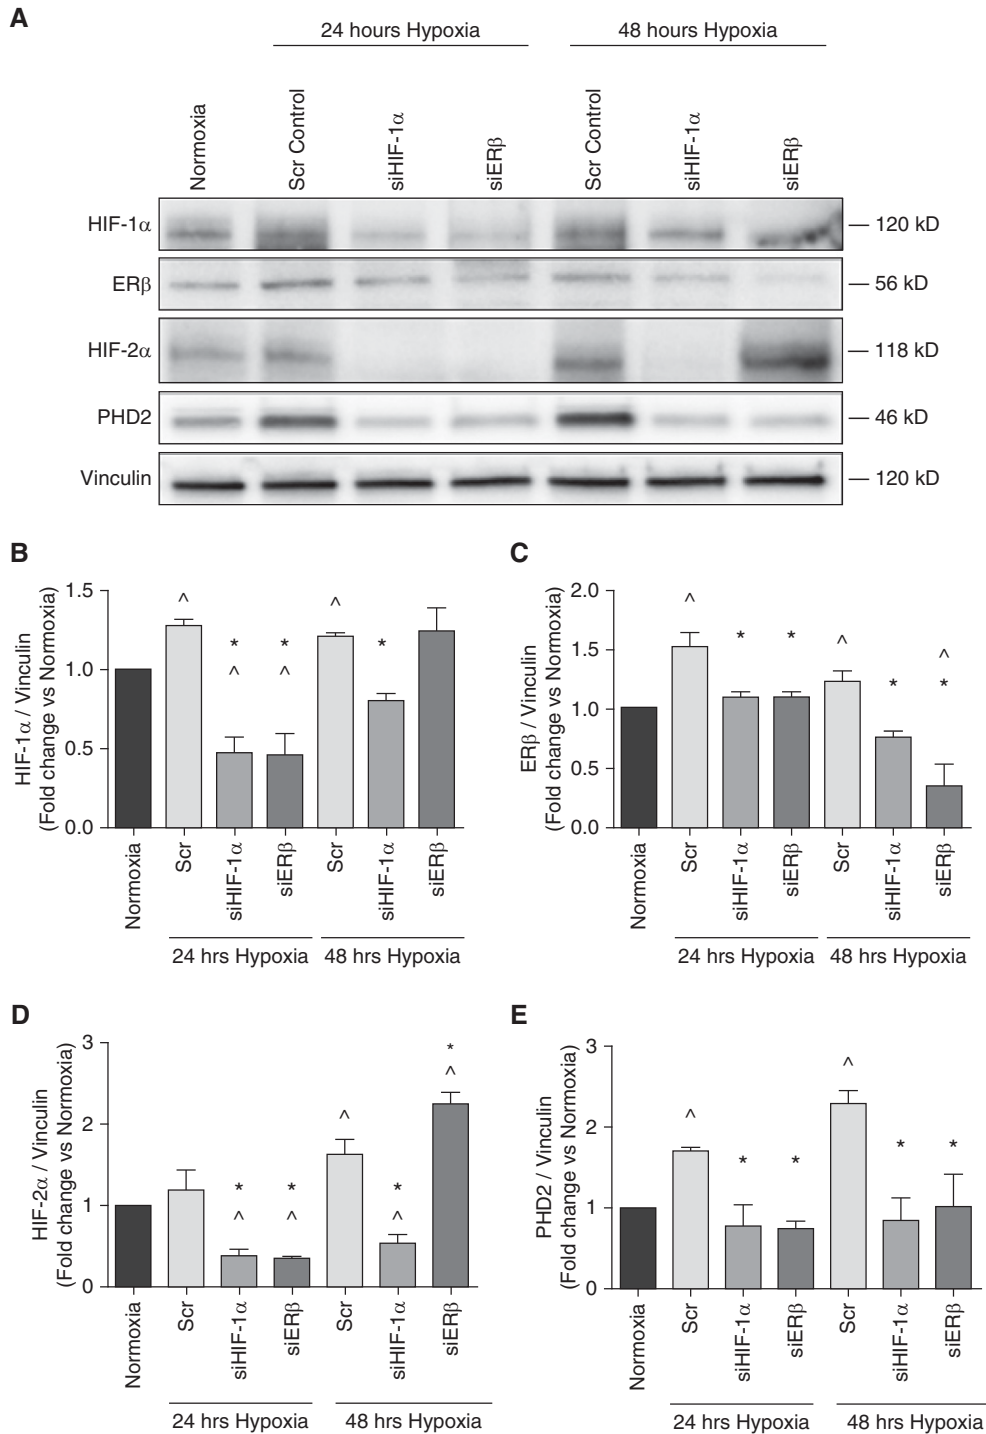 A
24 hours Hypoxia
48 hours Hypoxia
Normoxia
Scr Control
siHIF-1α
siERβ
Scr Control
siHIF-1α
siERβ
HIF-1α
120 kD
ERβ
56 kD
HIF-2α
118 kD
PHD2
46 kD
Vinculin
120 kD
B
HIF-1α / Vinculin
(Fold change vs Normoxia)
1.5
1.0
0.5
0.0
^
*
^
*
^
^
*
Normoxia
Scr
siHIF-1α
siERβ
Scr
siHIF-1α
siERβ
24 hrs Hypoxia
48 hrs Hypoxia
C
ERβ / Vinculin
(Fold change vs Normoxia)
2.0
1.5
1.0
0.5
0.0
^
*
*
^
*
^
*
Normoxia
Scr
siHIF-1α
siERβ
Scr
siHIF-1α
siERβ
24 hrs Hypoxia
48 hrs Hypoxia
D
HIF-2α / Vinculin
(Fold change vs Normoxia)
3
2
1
0
*
^
*
^
^
*
^
*
^
Normoxia
Scr
siHIF-1α
siERβ
Scr
siHIF-1α
siERβ
24 hrs Hypoxia
48 hrs Hypoxia
E
PHD2 / Vinculin
(Fold change vs Normoxia)
3
2
1
0
^
*
*
^
*
*
Normoxia
Scr
siHIF-1α
siERβ
Scr
siHIF-1α
siERβ
24 hrs Hypoxia
48 hrs Hypoxia